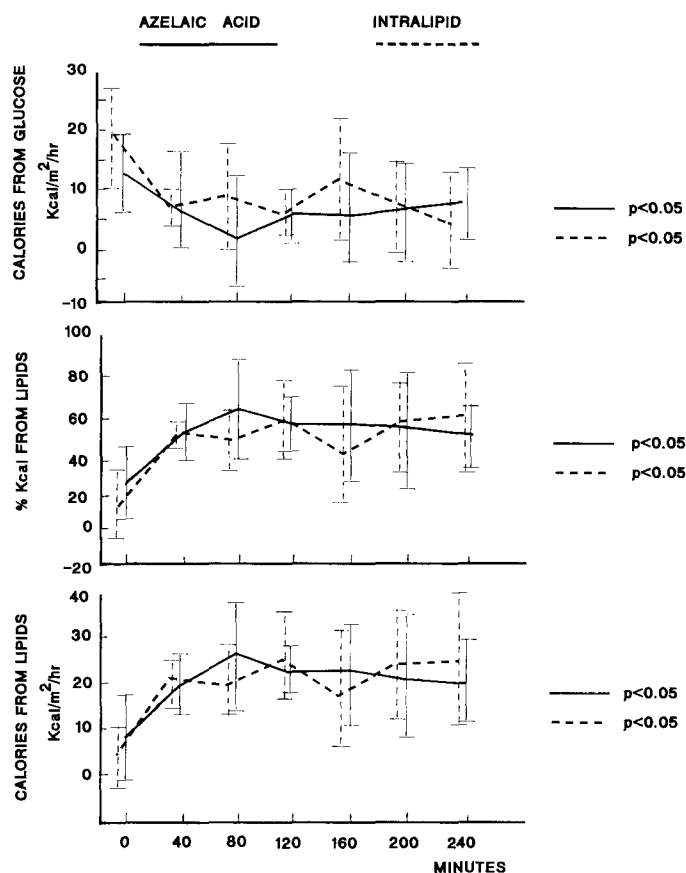 AZELAIC ACID INTRALIPID
CALORIES FROM GLUCOSE
Kcal/m²/hr
30
20
10
0
-10
p<0.05
p<0.05
% Kcal FROM LIPIDS
100
80
60
40
20
0
-20
p<0.05
p<0.05
CALORIES FROM LIPIDS
Kcal/m²/hr
40
30
20
10
0
p<0.05
p<0.05
0 40 80 120 160 200 240
MINUTES